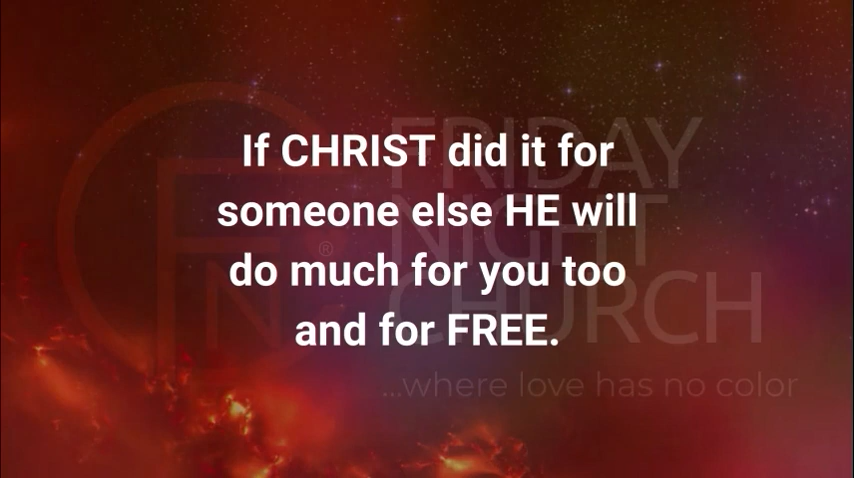 If CHRIST did it for
someone else HE will
do much for you too
and for FREE.
FN
®
FRIDAY
NIGHT
CHURCH
...where love has no color